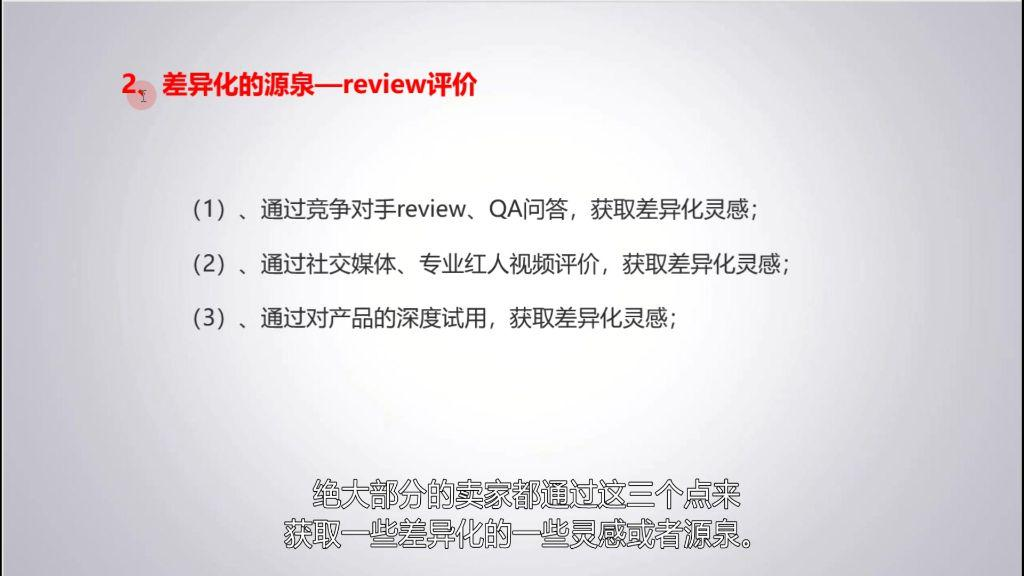 2、差异化的源泉—review评价
（1）、通过竞争对手review、QA问答，获取差异化灵感；
（2）、通过社交媒体、专业红人视频评价，获取差异化灵感；
（3）、通过对产品的深度试用，获取差异化灵感；
绝大部分的卖家都通过这三个点来
获取一些差异化的一些灵感或者源泉。